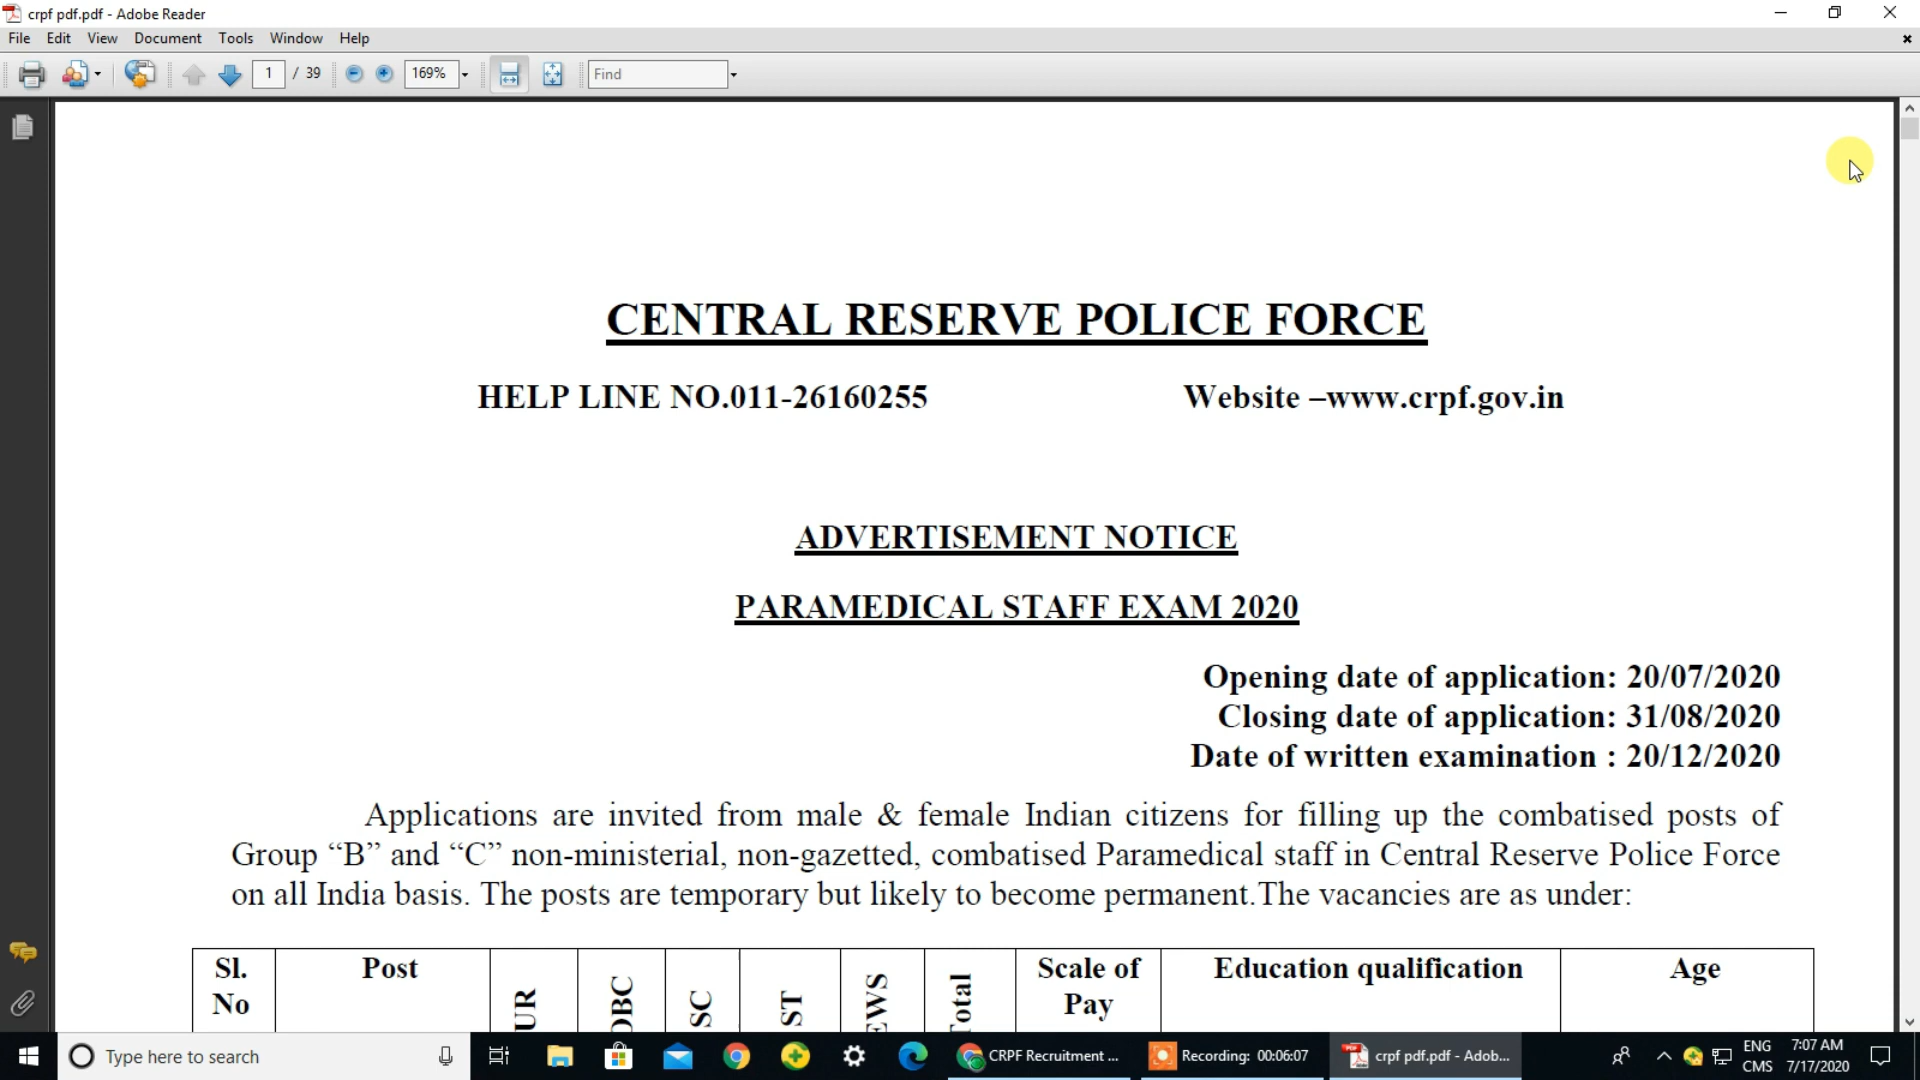 crpf pdf.pdf - Adobe Reader
File Edit View Document Tools Window Help
1 / 39 169% Find
CENTRAL RESERVE POLICE FORCE
HELP LINE NO.011-26160255 Website –www.crpf.gov.in
ADVERTISEMENT NOTICE
PARAMEDICAL STAFF EXAM 2020
Opening date of application: 20/07/2020
Closing date of application: 31/08/2020
Date of written examination : 20/12/2020
Applications are invited from male & female Indian citizens for filling up the combatised posts of
Group “B” and “C” non-ministerial, non-gazetted, combatised Paramedical staff in Central Reserve Police Force
on all India basis. The posts are temporary but likely to become permanent.The vacancies are as under:
Sl. No Post UR OBC SC ST EWS Total Scale of Pay Education qualification Age
Type here to search
CRPF Recruitment ... Recording: 00:06:07 crpf pdf.pdf - Adob...
ENG 7:07 AM
CMS 7/17/2020